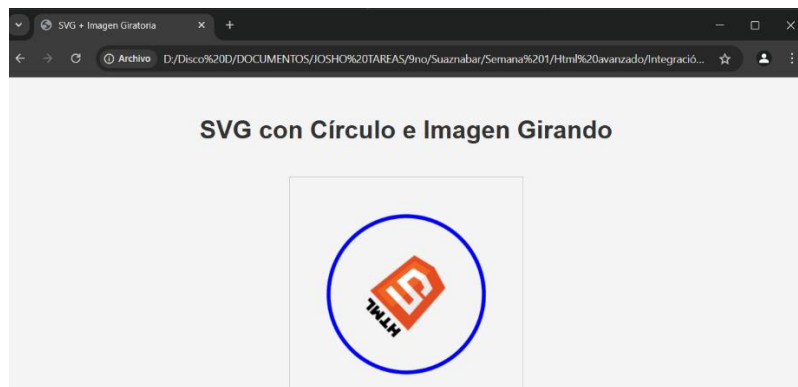 SVG + Imagen Giratoria
Archivo D:/Disco%20D/DOCUMENTOS/JOSHO%20TAREAS/9no/Suaznabar/Semana%201/Html%20avanzado/Integració...
SVG con Círculo e Imagen Girando
HTML
5